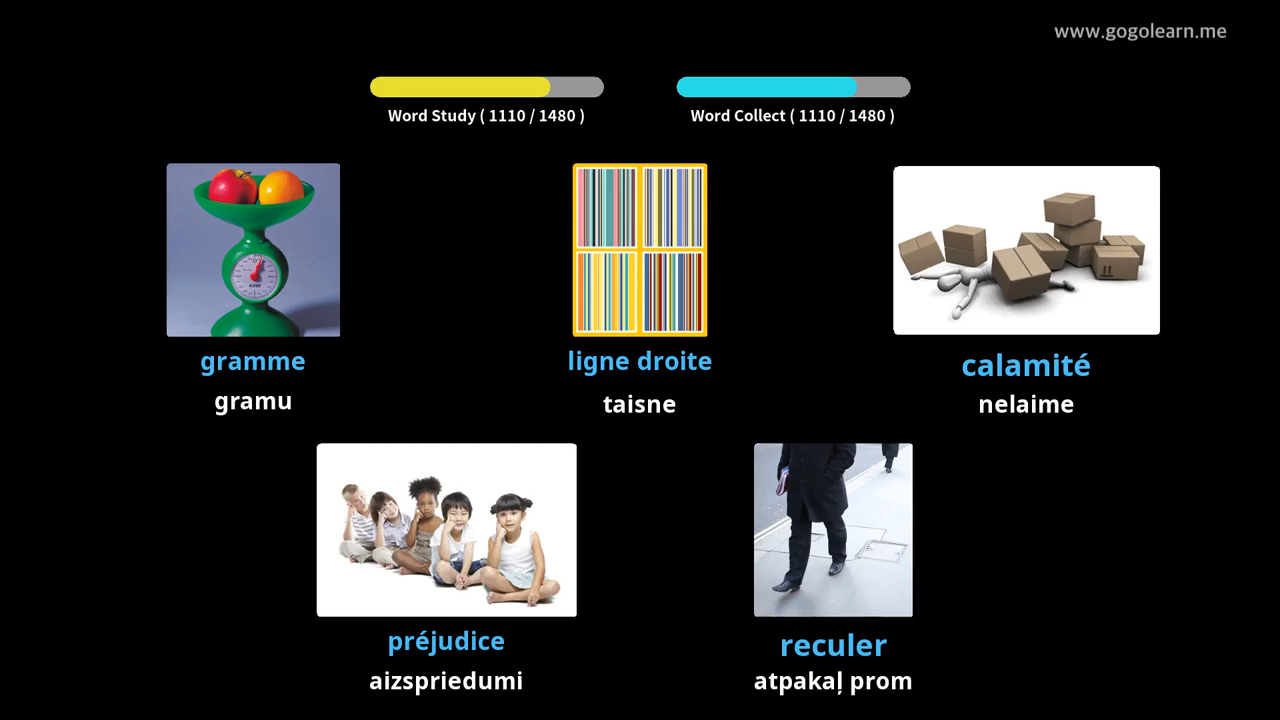 www.gogolearn.me
Word Study ( 1110 / 1480 )
Word Collect ( 1110 / 1480 )
gramme
gramu
ligne droite
taisne
calamité
nelaime
préjudice
aizspriedumi
reculer
atpakaļ prom